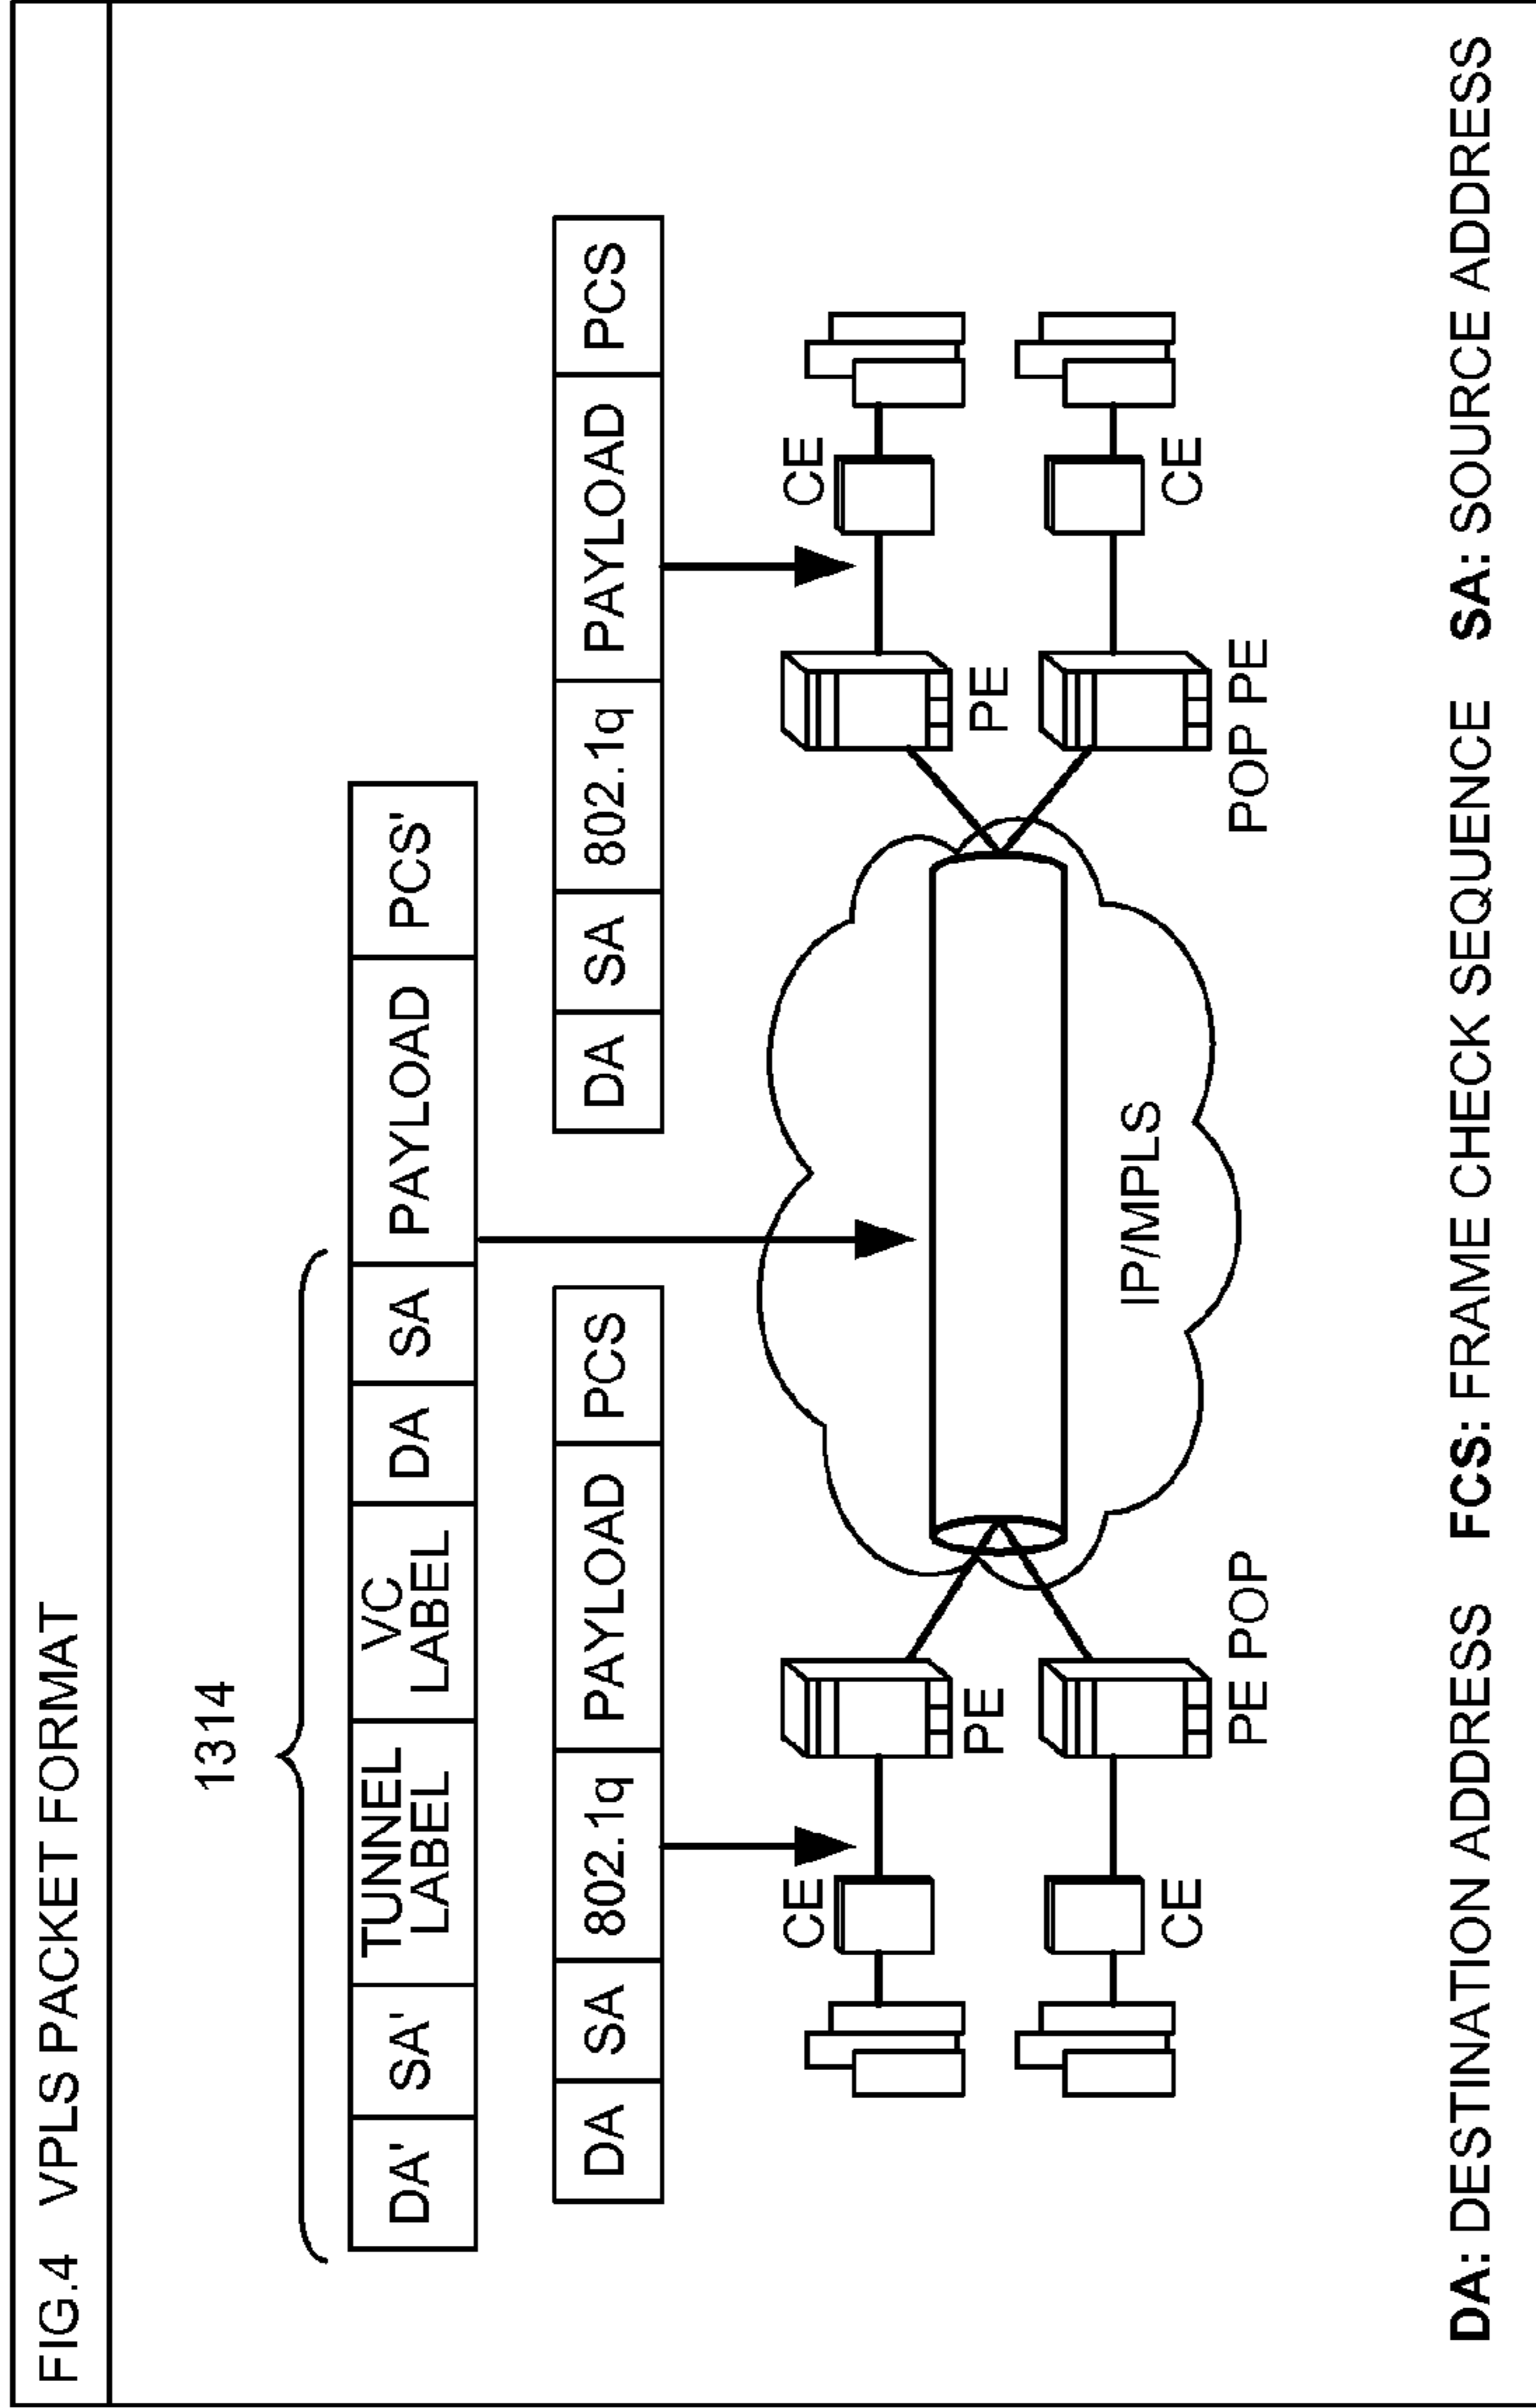 FIG.4 VPLS PACKET FORMAT
1314
DA' SA' TUNNEL LABEL VC LABEL DA SA PAYLOAD PCS'
DA SA 802.1q PAYLOAD PCS
DA SA 802.1q PAYLOAD PCS
CE
CE
PE
PE
IP/MPLS
CE
PE POP
POP PE
CE
DA: DESTINATION ADDRESS FCS: FRAME CHECK SEQUENCE SA: SOURCE ADDRESS